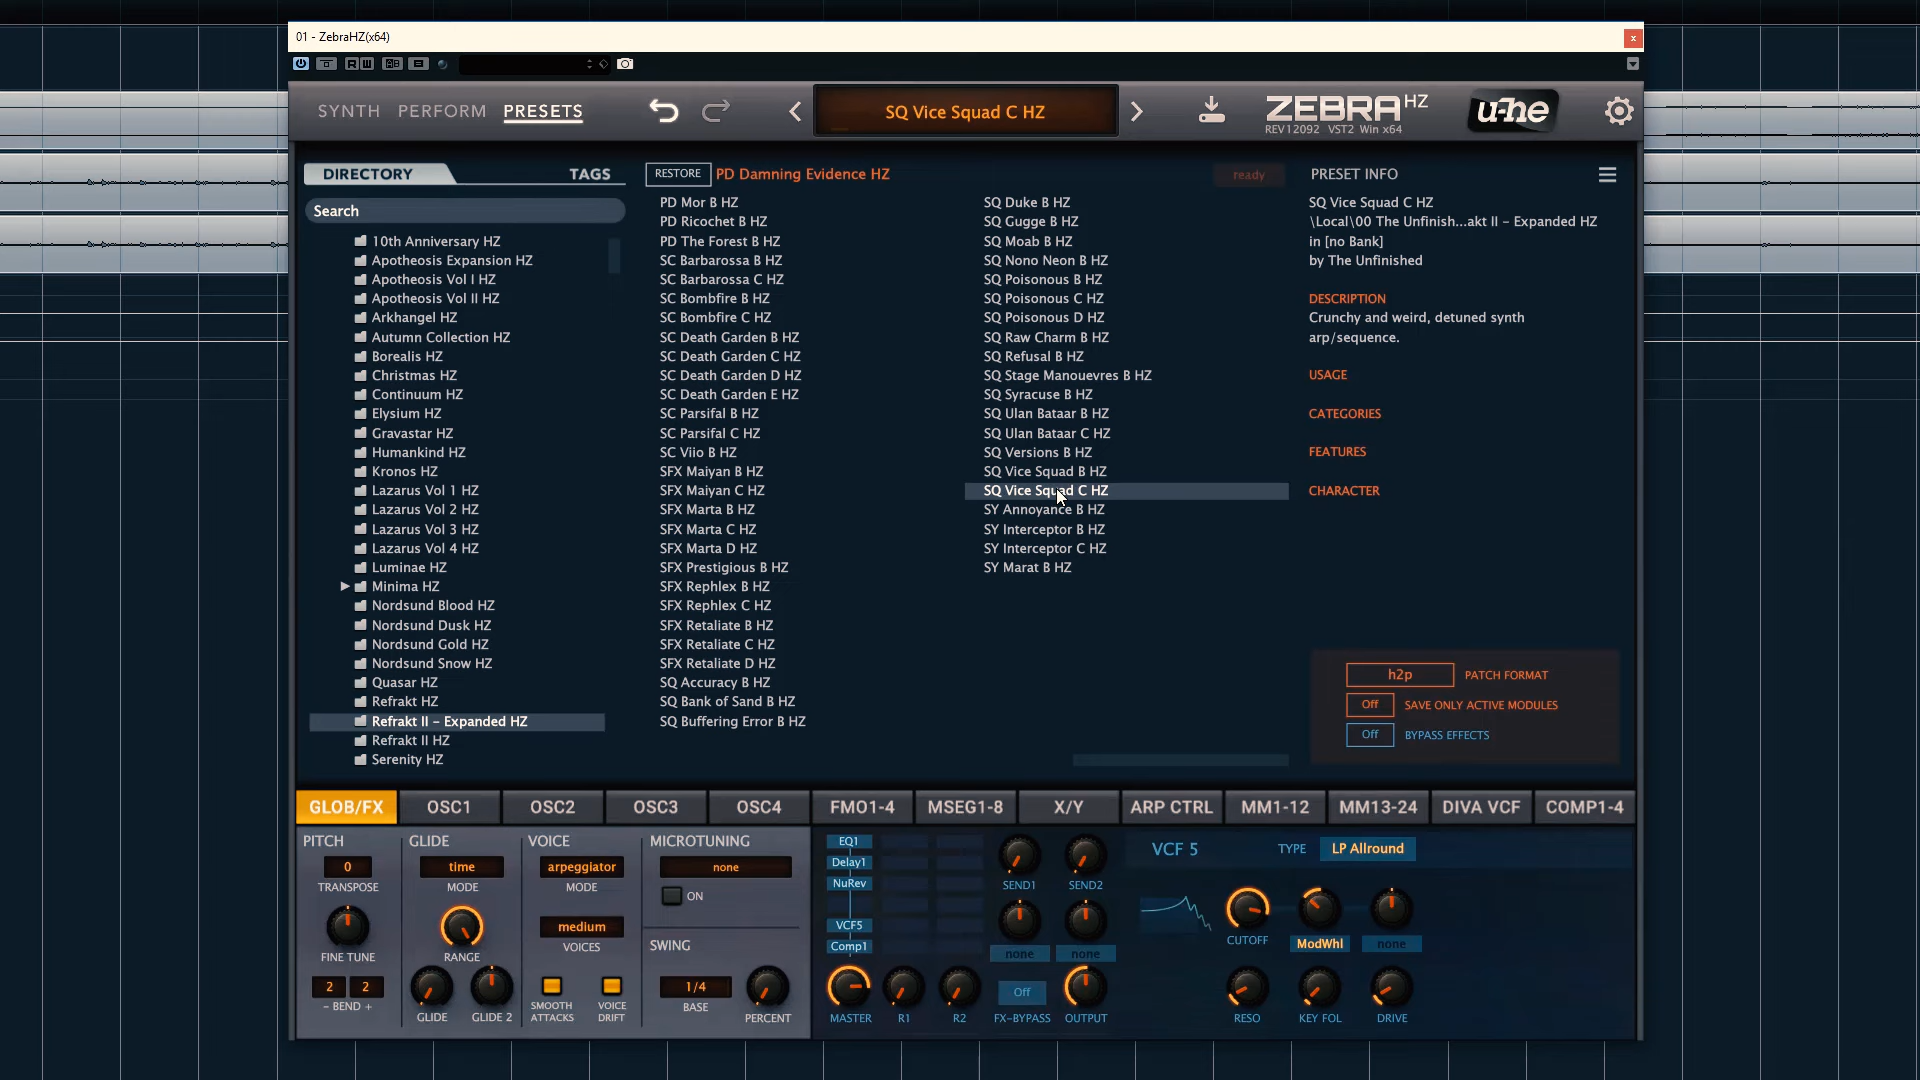 01 - ZebraHZ(x64)
SYNTH PERFORM PRESETS
SQ Vice Squad C HZ
ZEBRA HZ
REV12092 VST2 Win x64
u-he
DIRECTORY TAGS
RESTORE PD Damning Evidence HZ
ready
PRESET INFO
Search
10th Anniversary HZ
Apotheosis Expansion HZ
Apotheosis Vol I HZ
Apotheosis Vol II HZ
Arkhangel HZ
Autumn Collection HZ
Borealis HZ
Christmas HZ
Continuum HZ
Elysium HZ
Gravastar HZ
Humankind HZ
Kronos HZ
Lazarus Vol 1 HZ
Lazarus Vol 2 HZ
Lazarus Vol 3 HZ
Lazarus Vol 4 HZ
Luminae HZ
Minima HZ
Nordsund Blood HZ
Nordsund Dusk HZ
Nordsund Gold HZ
Nordsund Snow HZ
Quasar HZ
Refrakt HZ
Refrakt II – Expanded HZ
Refrakt II HZ
Serenity HZ
PD Mor B HZ
PD Ricochet B HZ
PD The Forest B HZ
SC Barbarossa B HZ
SC Barbarossa C HZ
SC Bombfire B HZ
SC Bombfire C HZ
SC Death Garden B HZ
SC Death Garden C HZ
SC Death Garden D HZ
SC Death Garden E HZ
SC Parsifal B HZ
SC Parsifal C HZ
SC Viio B HZ
SFX Maiyan B HZ
SFX Maiyan C HZ
SFX Marta B HZ
SFX Marta C HZ
SFX Marta D HZ
SFX Prestigious B HZ
SFX Rephlex B HZ
SFX Rephlex C HZ
SFX Retaliate B HZ
SFX Retaliate C HZ
SFX Retaliate D HZ
SQ Accuracy B HZ
SQ Bank of Sand B HZ
SQ Buffering Error B HZ
SQ Duke B HZ
SQ Gugge B HZ
SQ Moab B HZ
SQ Nono Neon B HZ
SQ Poisonous B HZ
SQ Poisonous C HZ
SQ Poisonous D HZ
SQ Raw Charm B HZ
SQ Refusal B HZ
SQ Stage Manouevres B HZ
SQ Syracuse B HZ
SQ Ulan Bataar B HZ
SQ Ulan Bataar C HZ
SQ Versions B HZ
SQ Vice Squad B HZ
SQ Vice Squad C HZ
SY Annoyance B HZ
SY Interceptor B HZ
SY Interceptor C HZ
SY Marat B HZ
SQ Vice Squad C HZ
\Local\00 The Unfinish...akt II – Expanded HZ
in [no Bank]
by The Unfinished
DESCRIPTION
Crunchy and weird, detuned synth
arp/sequence.
USAGE
CATEGORIES
FEATURES
CHARACTER
h2p PATCH FORMAT
Off SAVE ONLY ACTIVE MODULES
Off BYPASS EFFECTS
GLOB/FX OSC1 OSC2 OSC3 OSC4 FMO1-4 MSEG1-8 X/Y ARP CTRL MM1-12 MM13-24 DIVA VCF COMP1-4
PITCH
0
TRANSPOSE
FINE TUNE
2 2
- BEND +
GLIDE
time
MODE
RANGE
GLIDE GLIDE 2
VOICE
arpeggiator
MODE
medium
VOICES
SMOOTH ATTACKS
VOICE DRIFT
MICROTUNING
none
ON
SWING
1/4
BASE
PERCENT
EQ1
Delay1
NuRev
VCF5
Comp1
MASTER R1 R2
SEND1 SEND2
none none
Off
FX-BYPASS OUTPUT
VCF 5 TYPE LP Allround
CUTOFF ModWhl none
RESO KEY FOL DRIVE